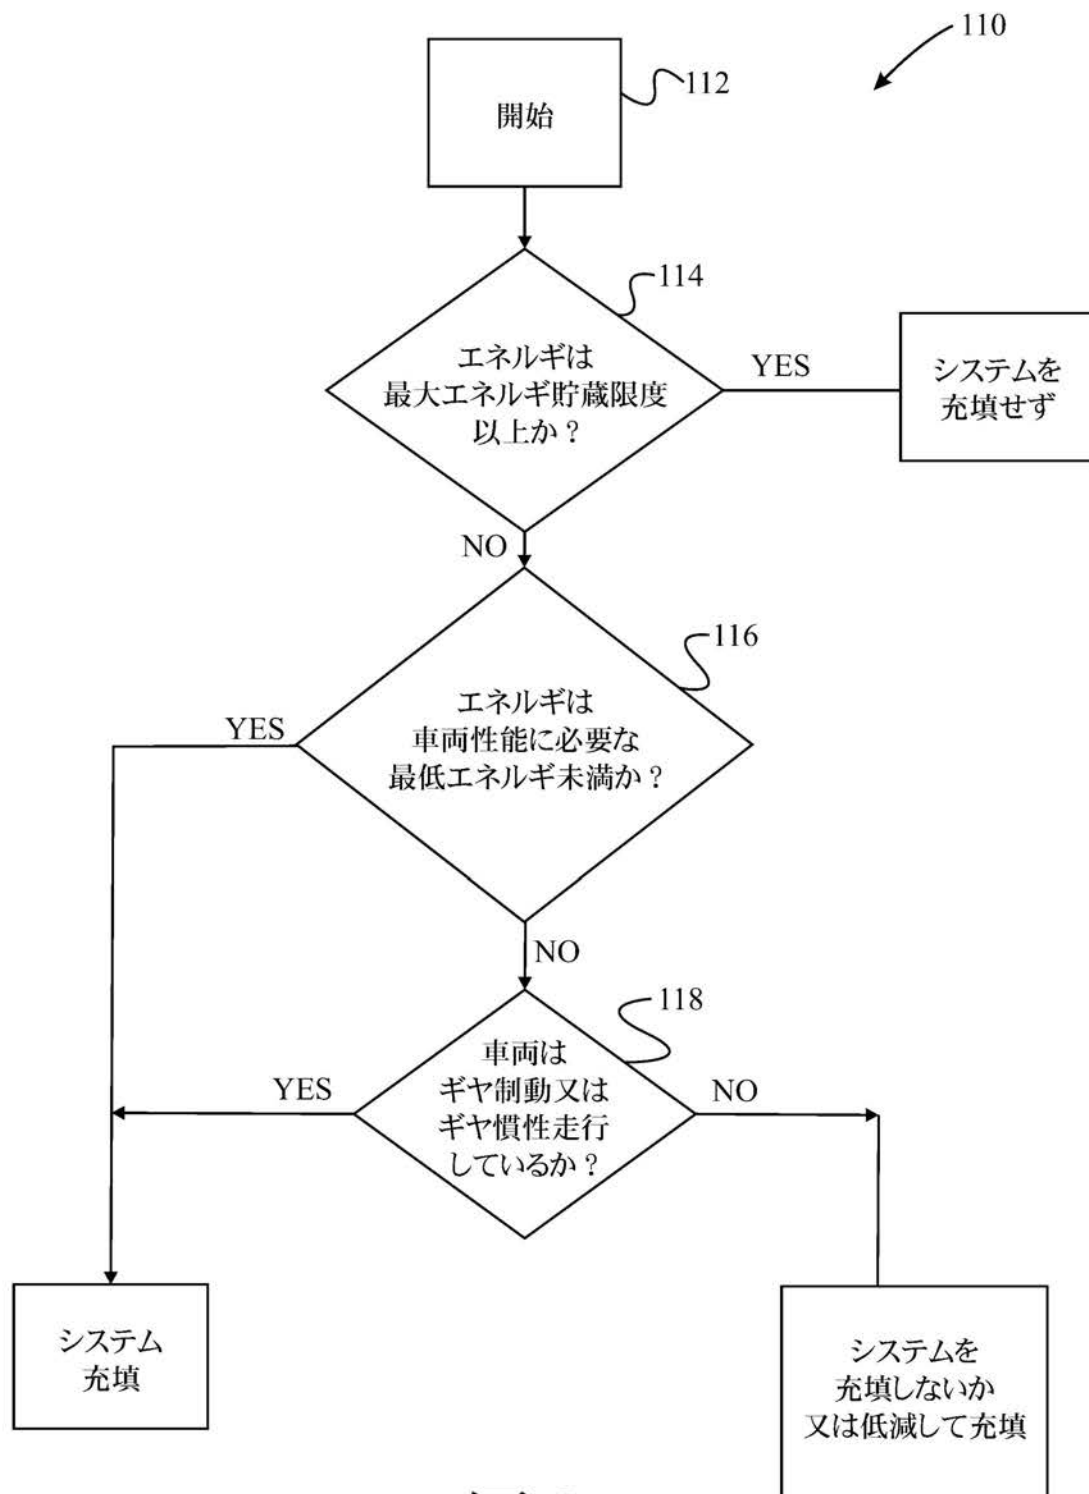 110
112
開始
114
エネルギは
最大エネルギ貯蔵限度
以上か？
YES
システムを
充填せず
NO
116
エネルギは
車両性能に必要な
最低エネルギ未満か？
YES
NO
118
車両は
ギヤ制動又は
ギヤ慣性走行
しているか？
YES
NO
システム
充填
システムを
充填しないか
又は低減して充填